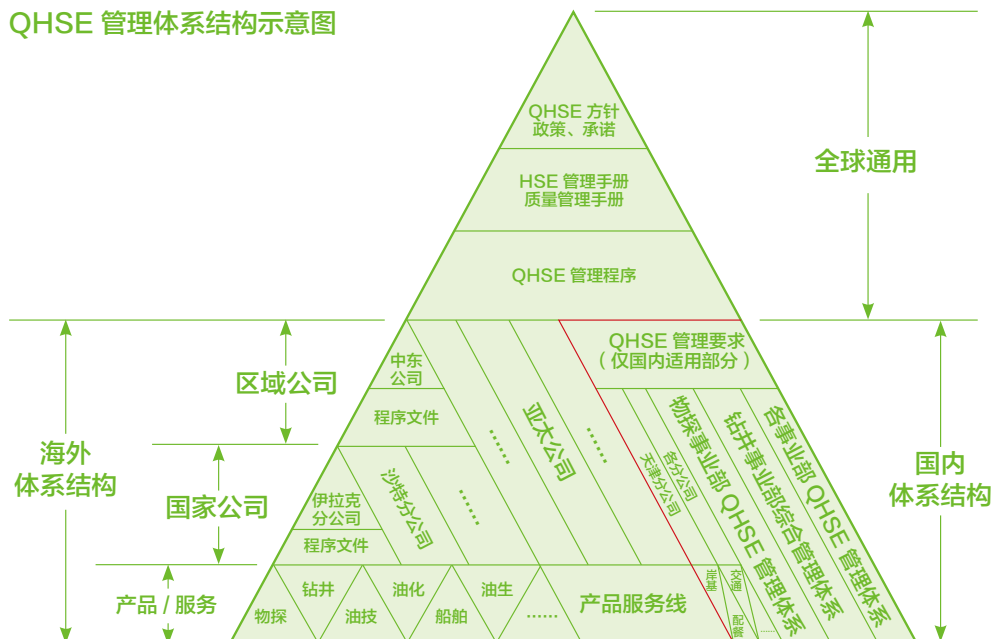 QHSE 管理体系结构示意图
QHSE 方针
政策、承诺
HSE 管理手册
质量管理手册
QHSE 管理程序
全球通用
海外
体系结构
区域公司
国家公司
产品 / 服务
中东
公司
程序文件
······
亚太公司
······
伊拉克
分公司
程序文件
沙特分公司
······
QHSE 管理要求
（仅国内适用部分）
天津分公司
各分公司
物探事业部 QHSE 管理体系
钻井事业部综合管理体系
各事业部 QHSE 管理体系
国内
体系结构
物探
钻井
油技
油化
船舶
油生
······
产品服务线
岸基
交通
配餐
······